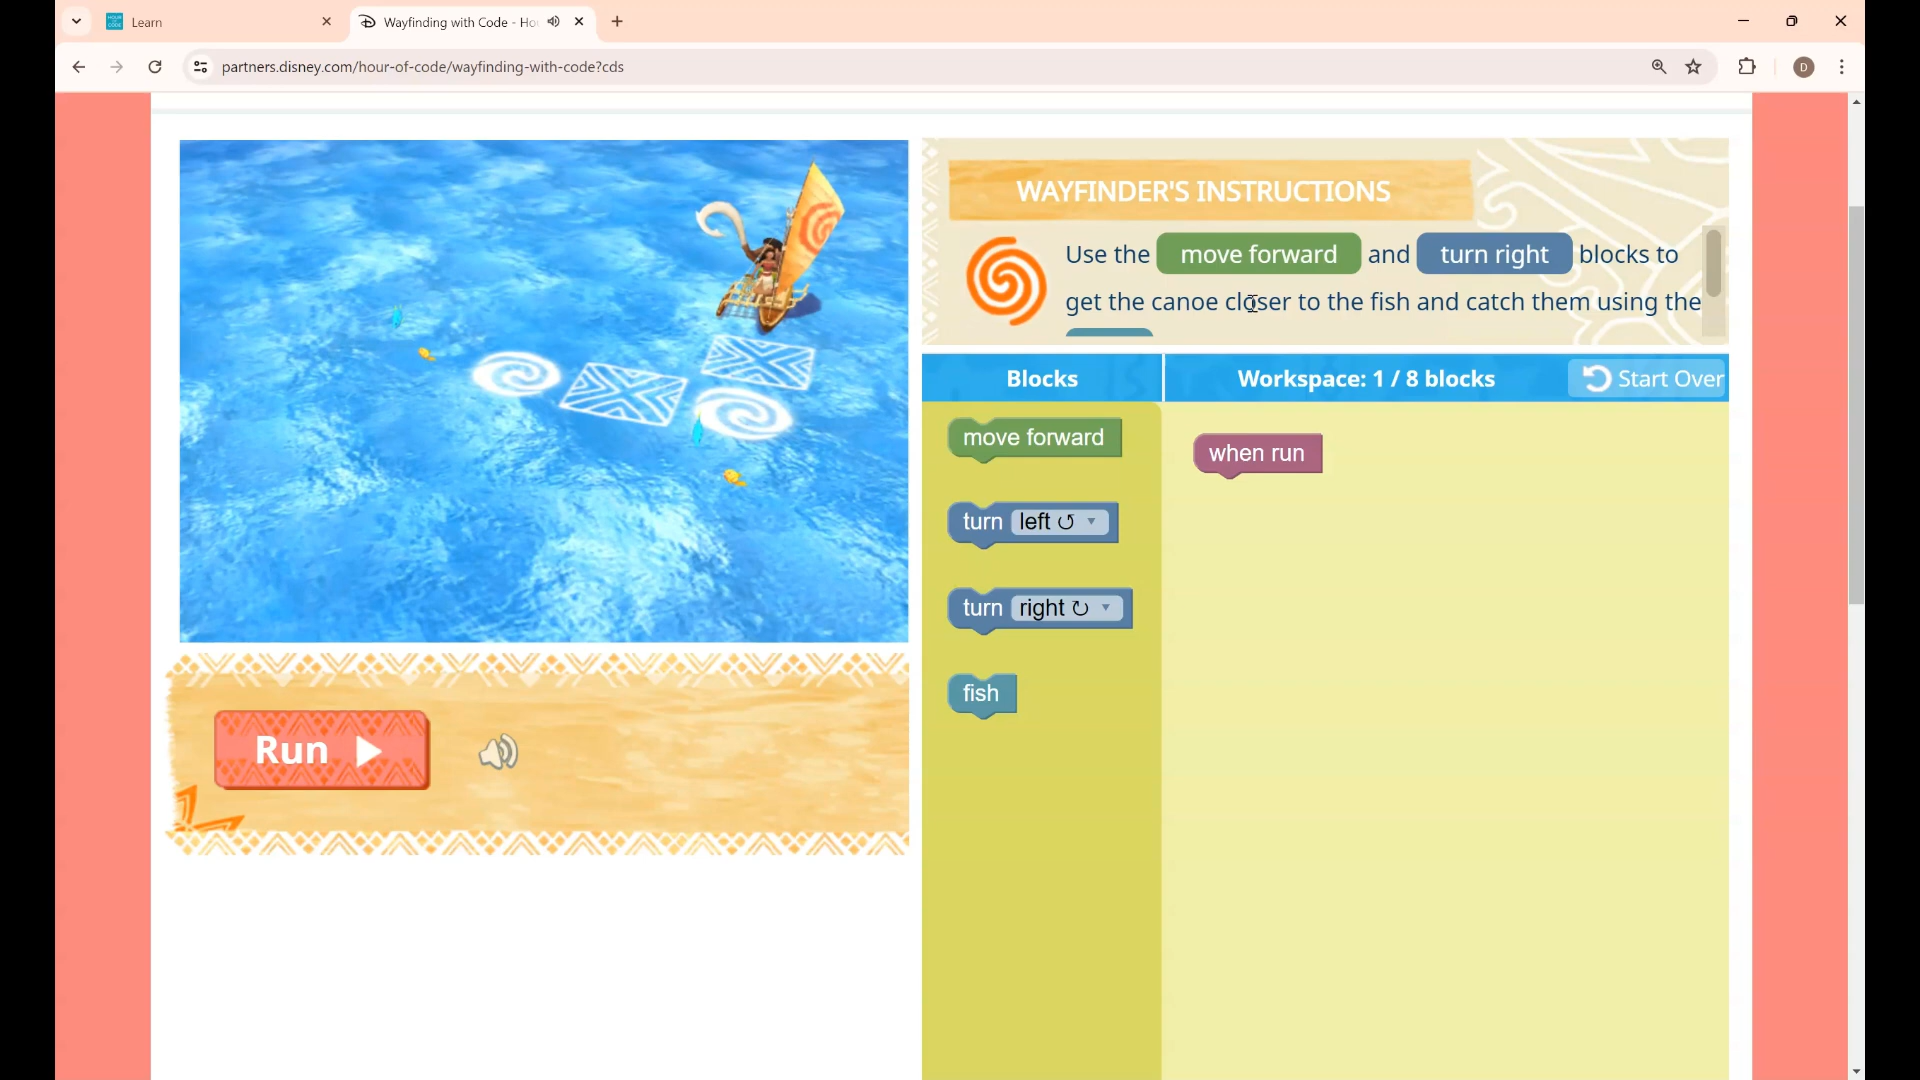 Learn
Wayfinding with Code - Ho
partners.disney.com/hour-of-code/wayfinding-with-code?cds
D
WAYFINDER'S INSTRUCTIONS
Use the move forward and turn right blocks to
get the canoe closer to the fish and catch them using the
Blocks
Workspace: 1 / 8 blocks
Start Over
move forward
when run
turn left
turn right
fish
Run